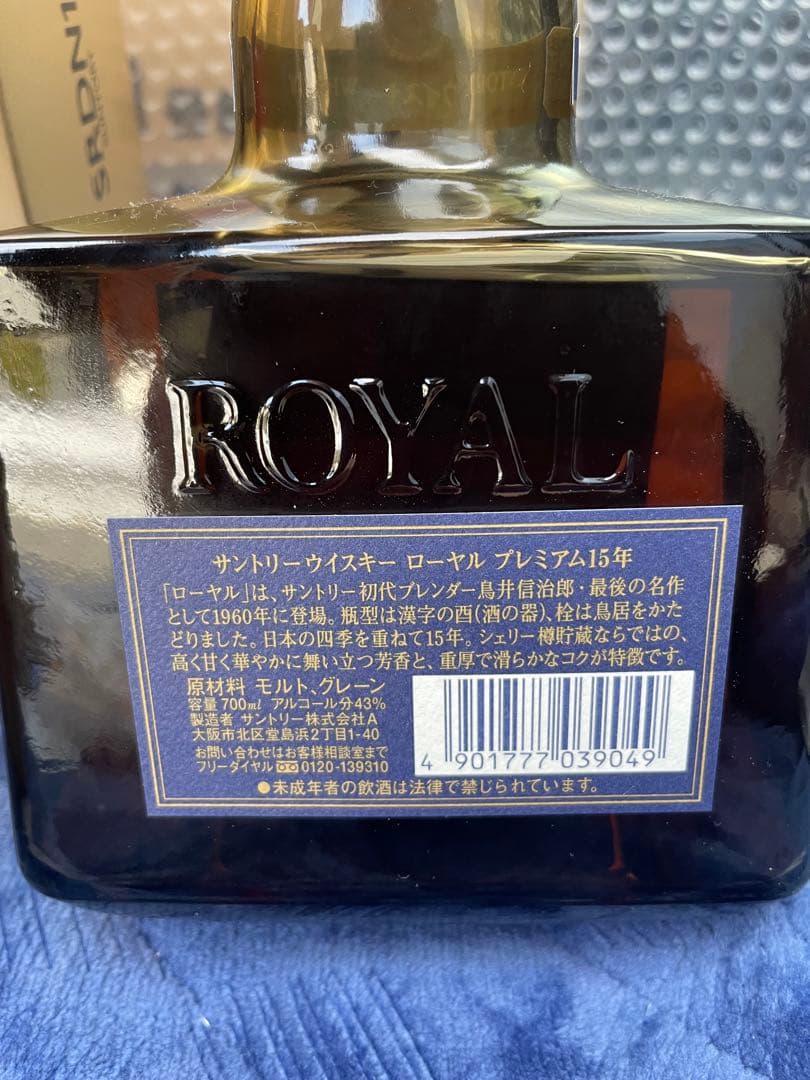 SRDN1
SUNTORY
ROYAL
サントリーウイスキー ローヤル プレミアム15年
「ローヤル」は、サントリー初代ブレンダー鳥井信治郎・最後の名作
として1960年に登場。瓶型は漢字の酉(酒の器)、栓は鳥居をかた
どりました。日本の四季を重ねて15年。シェリー樽貯蔵ならではの、
高く甘く華やかに舞い立つ芳香と、重厚で滑らかなコクが特徴です。
原材料 モルト、グレーン
容量 700ml アルコール分43%
製造者 サントリー株式会社A
大阪市北区堂島浜2丁目1-40
お問い合わせはお客様相談室まで
フリーダイヤル 0120-139310
4 901777 039049
●未成年者の飲酒は法律で禁じられています。